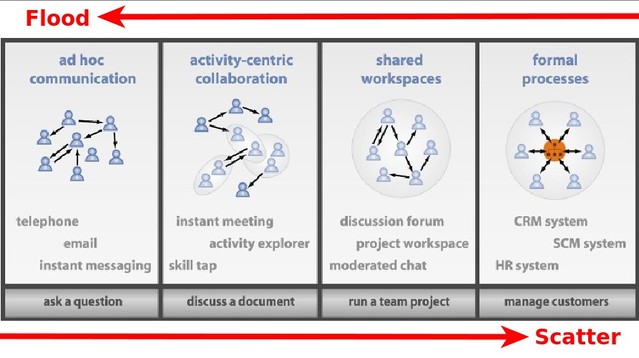 Flood
ad hoc
communication
activity-centric
collaboration
shared
workspaces
formal
processes
telephone
email
instant messaging
instant meeting
activity explorer
skill tap
discussion forum
project workspace
moderated chat
CRM system
SCM system
HR system
ask a question
discuss a document
run a team project
manage customers
Scatter